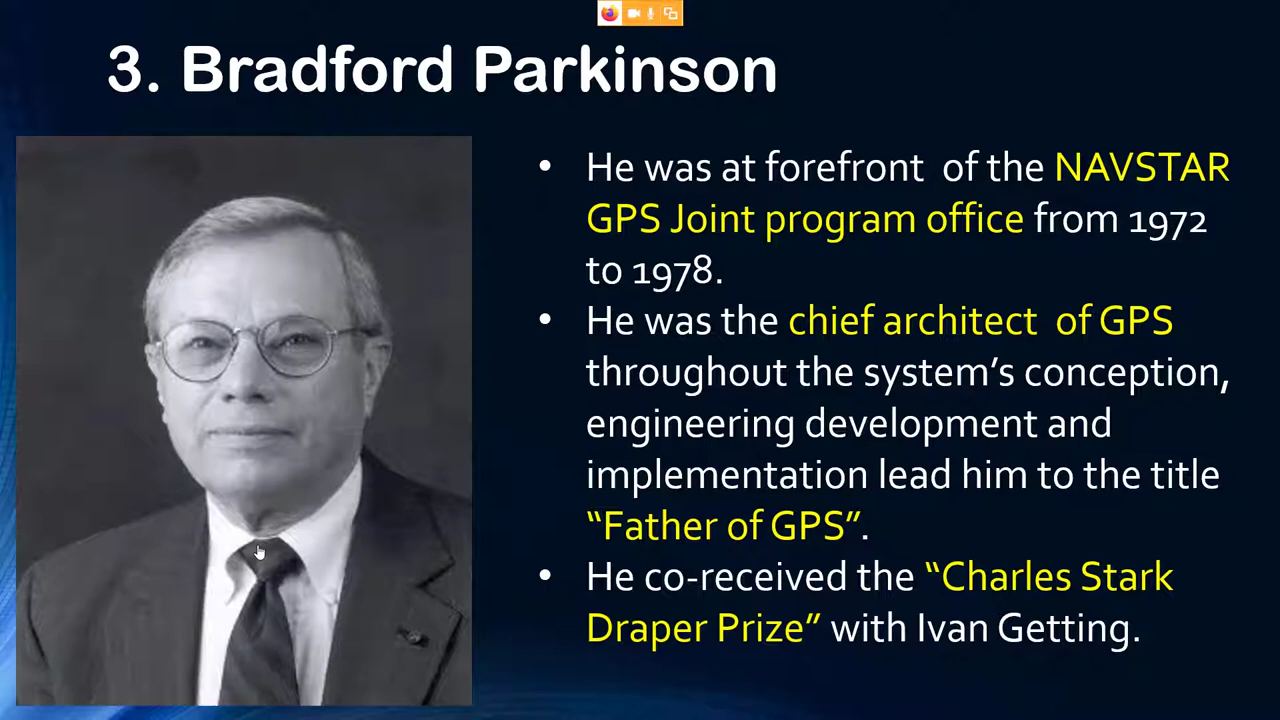 3. Bradford Parkinson
• He was at forefront of the NAVSTAR
GPS Joint program office from 1972
to 1978.
• He was the chief architect of GPS
throughout the system’s conception,
engineering development and
implementation lead him to the title
“Father of GPS”.
• He co-received the “Charles Stark
Draper Prize” with Ivan Getting.